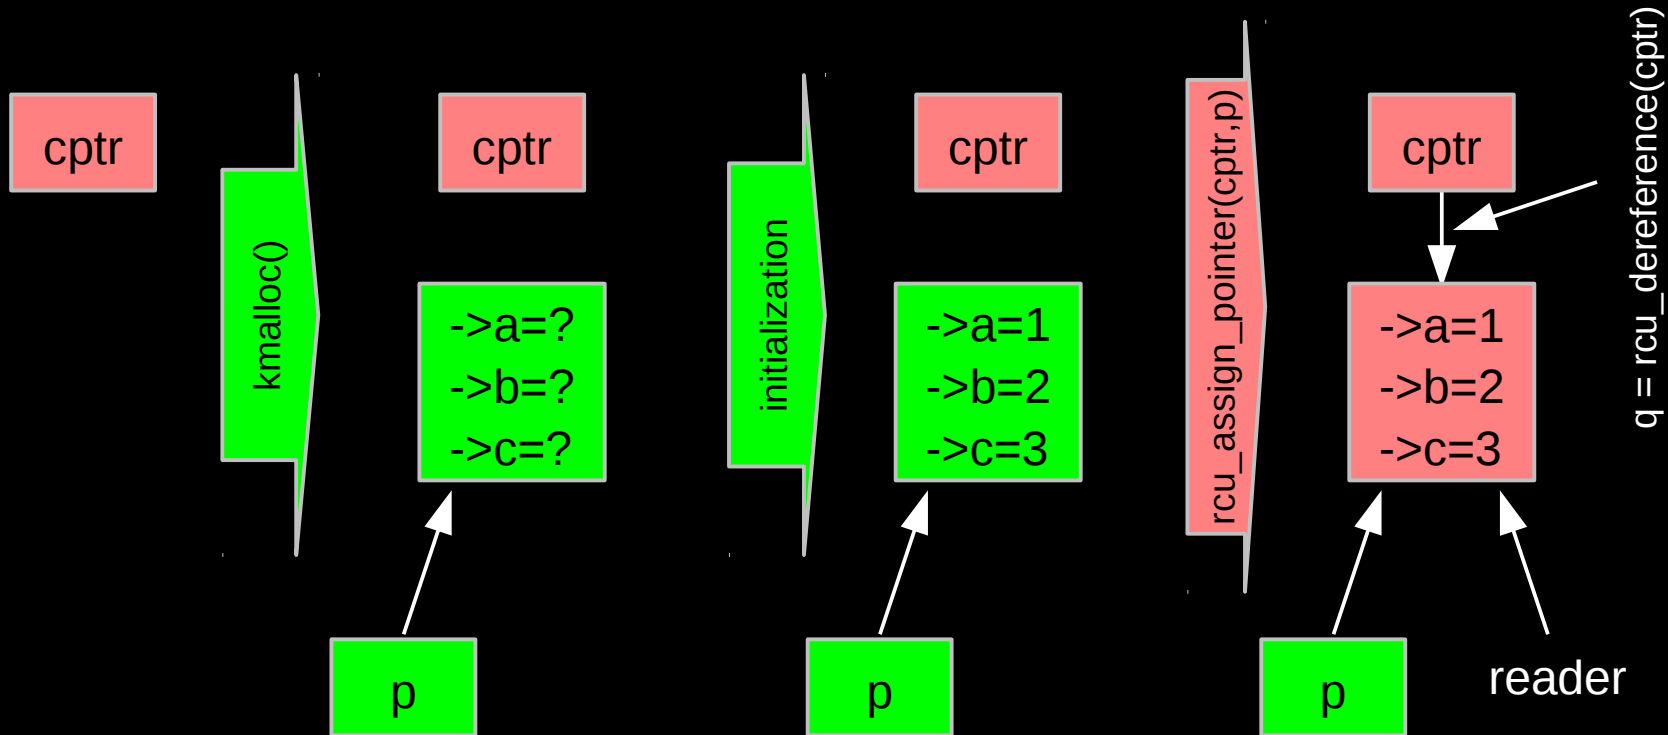 cptr
kmalloc()
cptr
->a=?
->b=?
->c=?
p
initialization
cptr
->a=1
->b=2
->c=3
p
rcu_assign_pointer(cptr,p)
cptr
->a=1
->b=2
->c=3
p
reader
q = rcu_dereference(cptr)